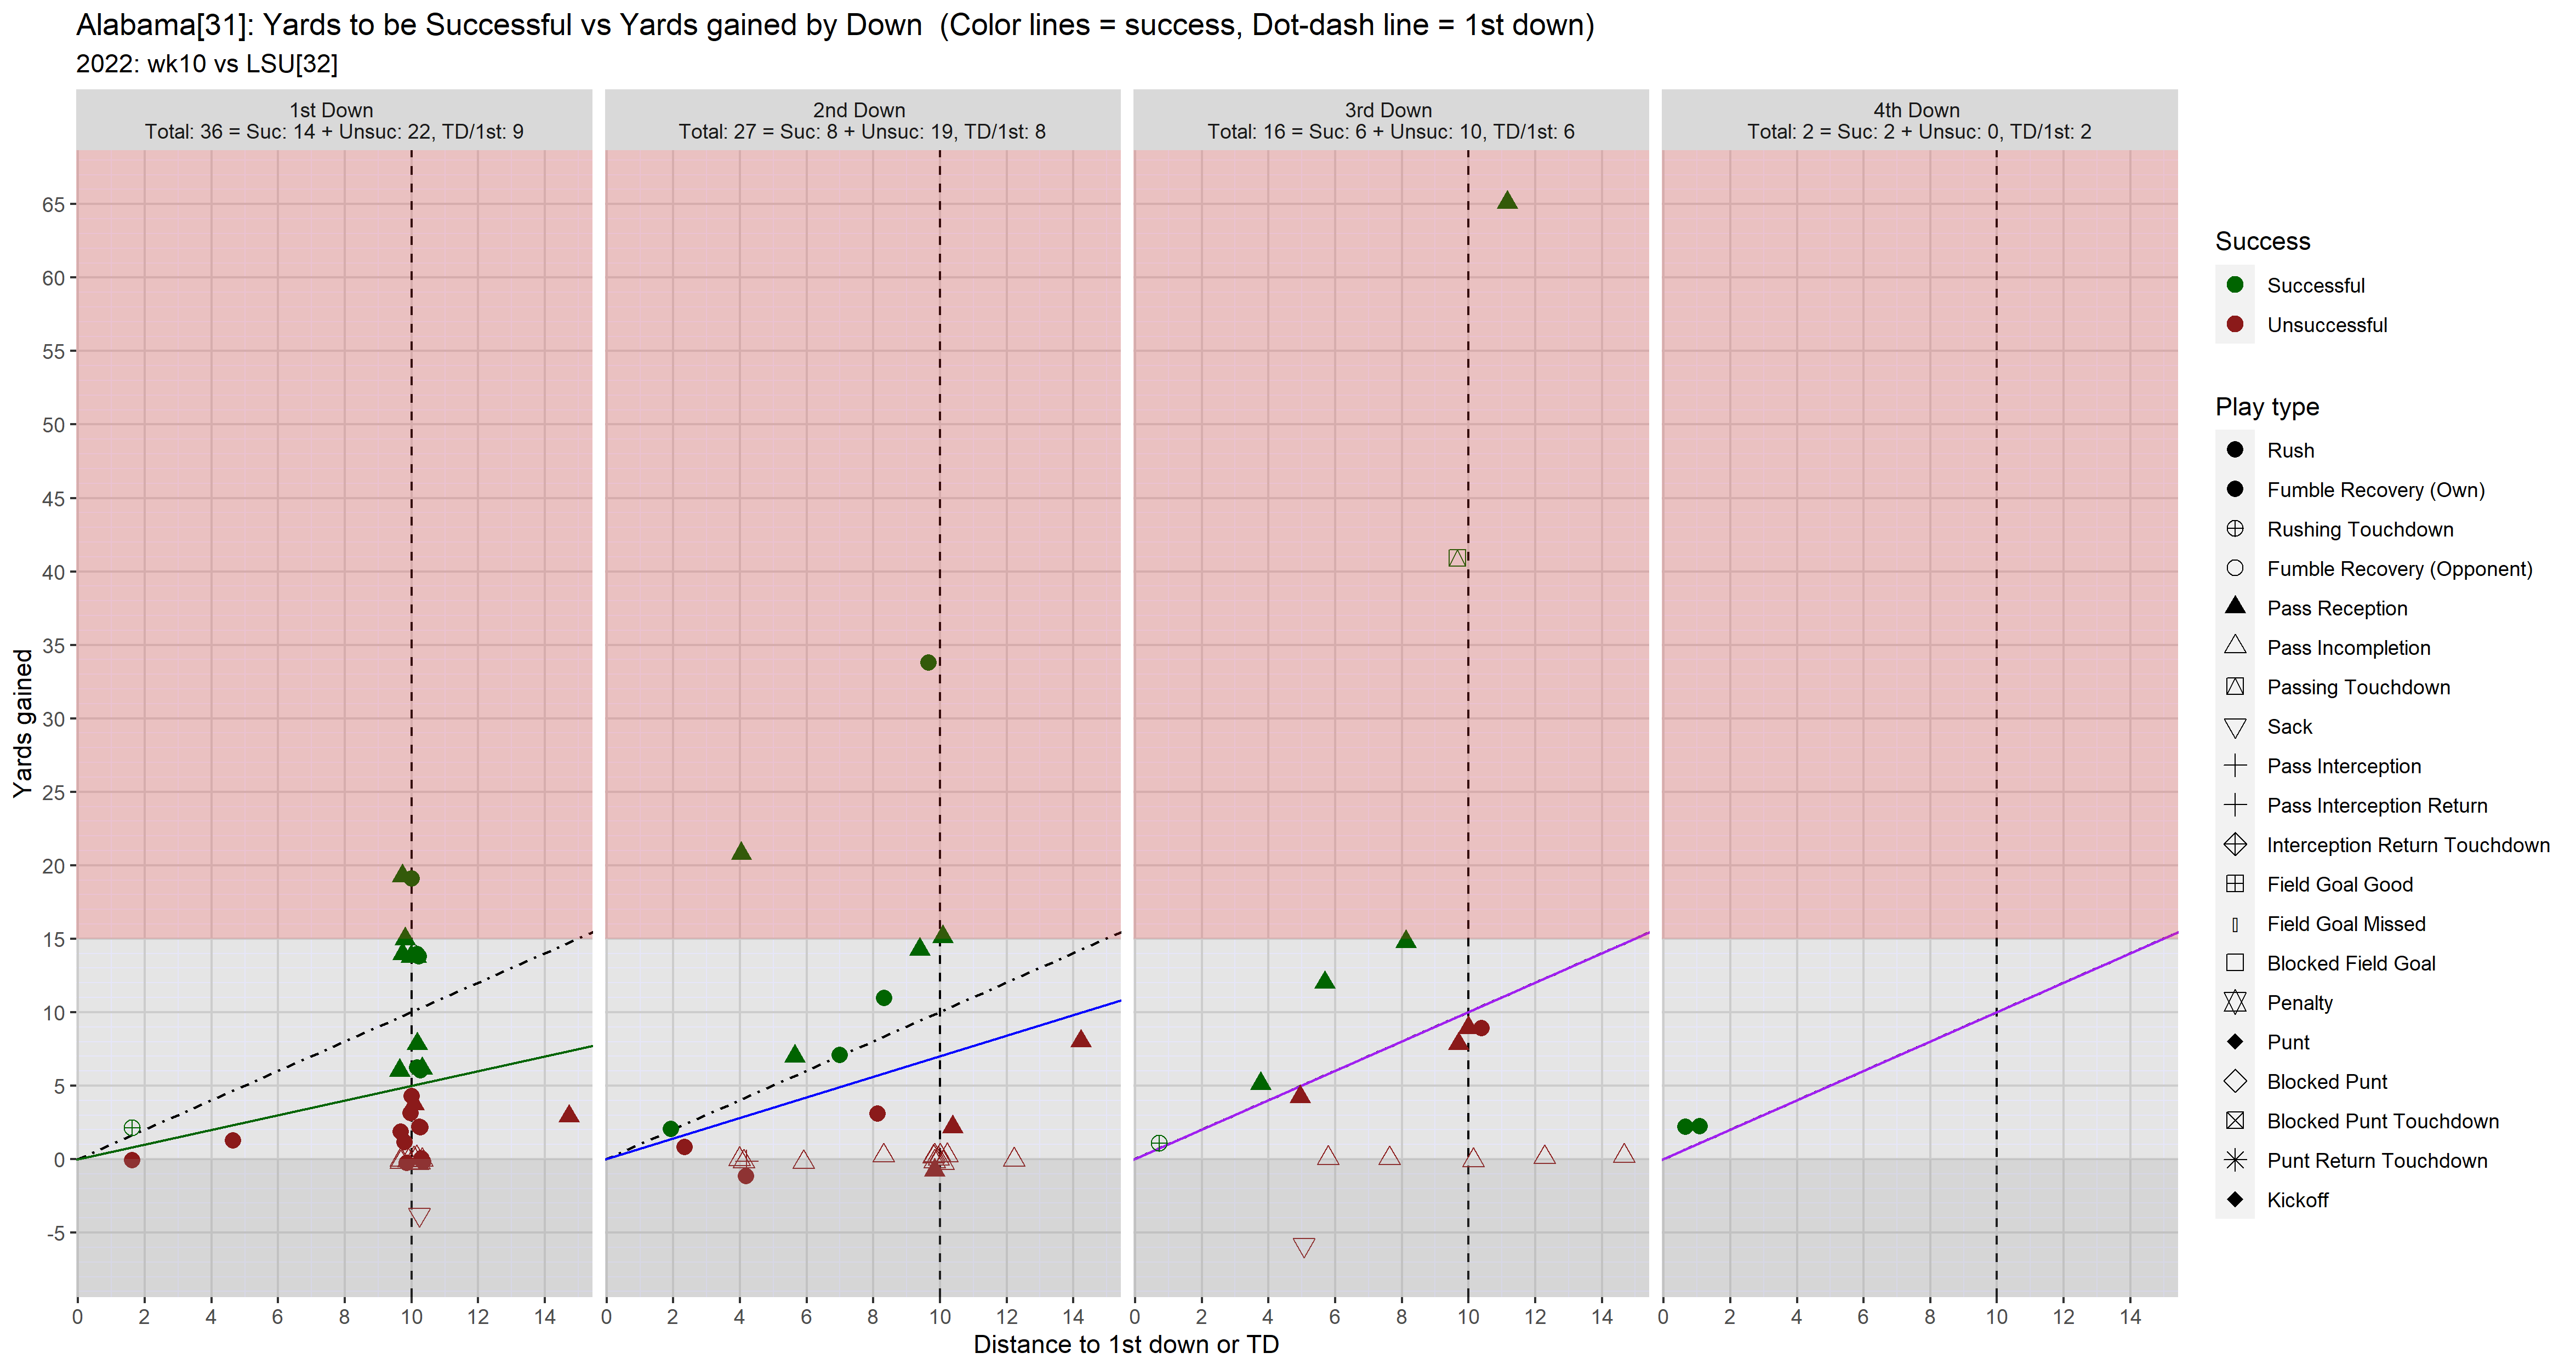 Alabama[31]: Yards to be Successful vs Yards gained by Down  (Color lines = success, Dot-dash line = 1st down)
2022: wk10 vs LSU[32]
1st Down
Total: 36 = Suc: 14 + Unsuc: 22, TD/1st: 9
2nd Down
Total: 27 = Suc: 8 + Unsuc: 19, TD/1st: 8
3rd Down
Total: 16 = Suc: 6 + Unsuc: 10, TD/1st: 6
4th Down
Total: 2 = Suc: 2 + Unsuc: 0, TD/1st: 2
Yards gained
65
60
55
50
45
40
35
30
25
20
15
10
5
0
-5
0 2 4 6 8 10 12 14
0 2 4 6 8 10 12 14
0 2 4 6 8 10 12 14
0 2 4 6 8 10 12 14
Distance to 1st down or TD
Success
Successful
Unsuccessful
Play type
Rush
Fumble Recovery (Own)
Rushing Touchdown
Fumble Recovery (Opponent)
Pass Reception
Pass Incompletion
Passing Touchdown
Sack
Pass Interception
Pass Interception Return
Interception Return Touchdown
Field Goal Good
Field Goal Missed
Blocked Field Goal
Penalty
Punt
Blocked Punt
Blocked Punt Touchdown
Punt Return Touchdown
Kickoff